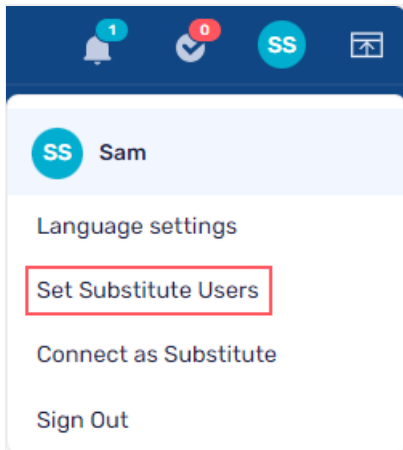 1
0
SS
SS Sam
Language settings
Set Substitute Users
Connect as Substitute
Sign Out